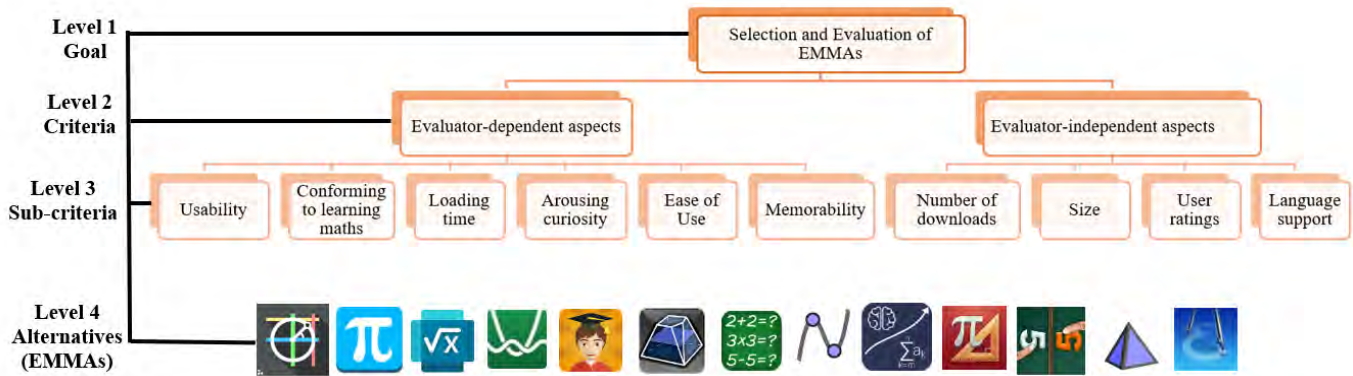 Level 1
Goal
Selection and Evaluation of
EMMAs
Level 2
Criteria
Evaluator-dependent aspects
Evaluator-independent aspects
Level 3
Sub-criteria
Usability
Conforming
to learning
maths
Loading
time
Arousing
curiosity
Ease of
Use
Memorability
Number of
downloads
Size
User
ratings
Language
support
Level 4
Alternatives
(EMMAs)
π
√x
2+2=?
3x3=?
5-5=?
π
5 5